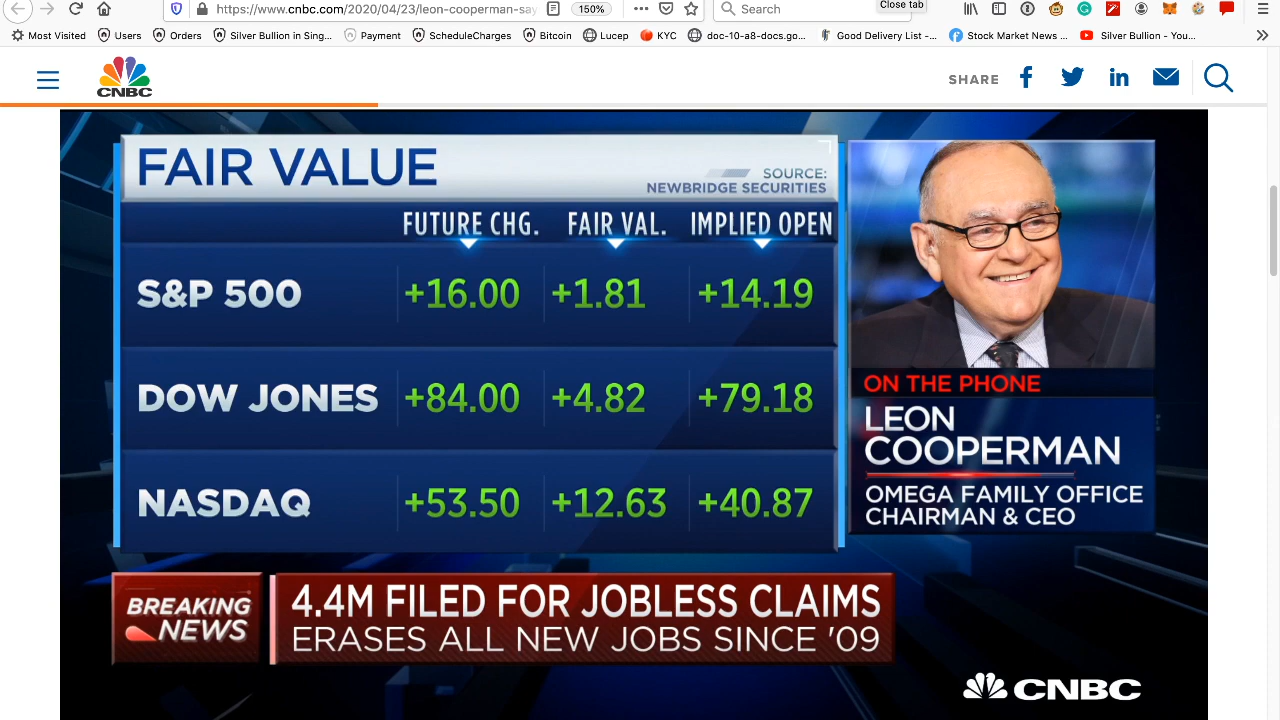 https://www.cnbc.com/2020/04/23/leon-cooperman-say
150%
Search
Close tab
Most Visited
Users
Orders
Silver Bullion in Sing...
Payment
ScheduleCharges
Bitcoin
Lucep
KYC
doc-10-a8-docs.go...
Good Delivery List -...
Stock Market News ...
Silver Bullion - You...
CNBC
SHARE
FAIR VALUE
SOURCE:
NEWBRIDGE SECURITIES
FUTURE CHG. FAIR VAL. IMPLIED OPEN
S&P 500 +16.00 +1.81 +14.19
DOW JONES +84.00 +4.82 +79.18
NASDAQ +53.50 +12.63 +40.87
ON THE PHONE
LEON
COOPERMAN
OMEGA FAMILY OFFICE
CHAIRMAN & CEO
BREAKING
NEWS
4.4M FILED FOR JOBLESS CLAIMS
ERASES ALL NEW JOBS SINCE '09
CNBC